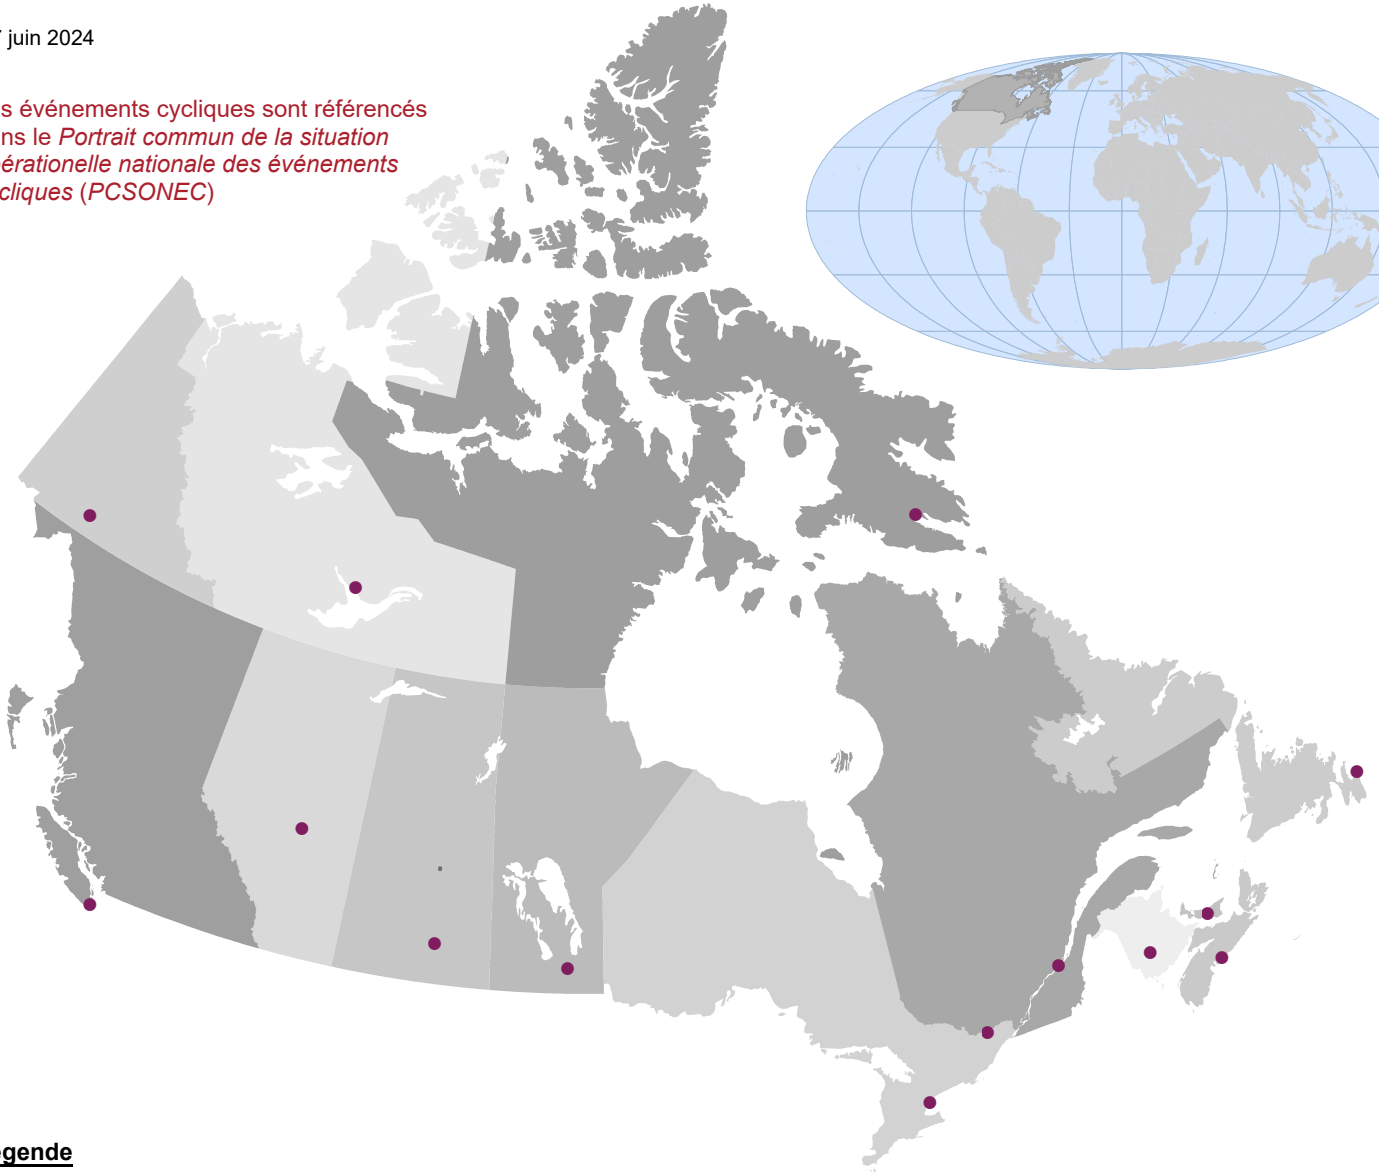 juin 2024
s événements cycliques sont référencés
ns le Portrait commun de la situation
érationelle nationale des événements
cliques (PCSONEC)
gende